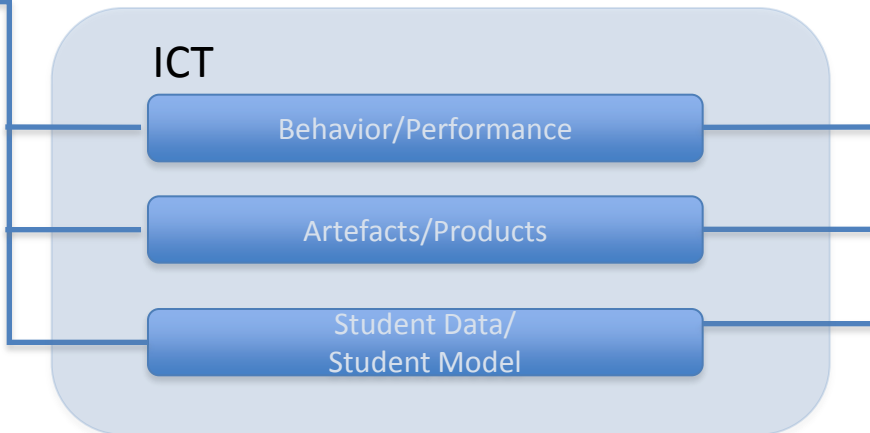 ICT
Behavior/Performance
Artefacts/Products
Student Data/
Student Model